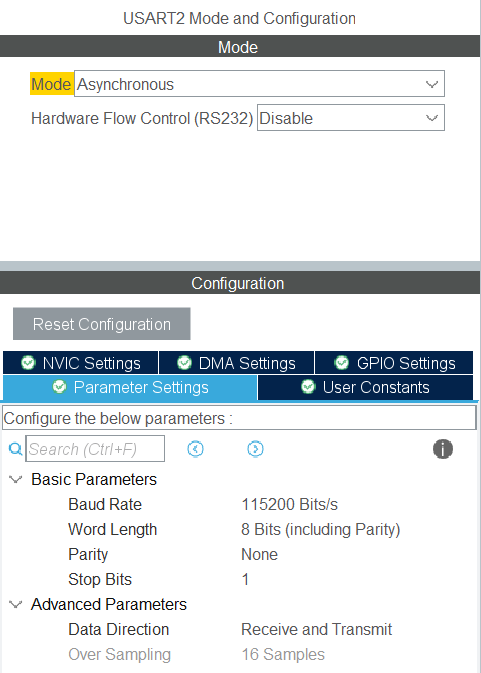 USART2 Mode and Configuration
Mode
Mode Asynchronous
Hardware Flow Control (RS232) Disable
Configuration
Reset Configuration
NVIC Settings DMA Settings GPIO Settings
Parameter Settings User Constants
Configure the below parameters :
Search (Ctrl+F)
Basic Parameters
Baud Rate 115200 Bits/s
Word Length 8 Bits (including Parity)
Parity None
Stop Bits 1
Advanced Parameters
Data Direction Receive and Transmit
Over Sampling 16 Samples